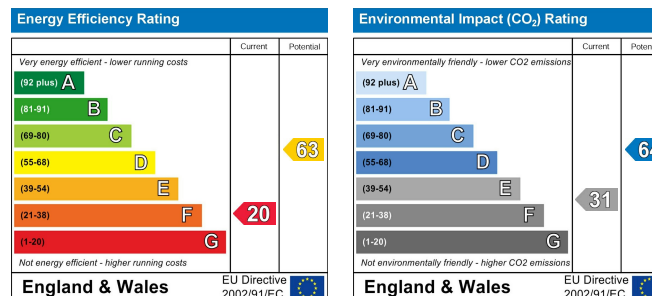 Energy Efficiency Rating
Current Potential
Very energy efficient - lower running costs
(92 plus) A
(81-91) B
(69-80) C
(55-68) D
(39-54) E
(21-38) F
(1-20) G
63
20
Not energy efficient - higher running costs
England & Wales
EU Directive
2002/91/EC
Environmental Impact (CO₂) Rating
Current Poten
Very environmentally friendly - lower CO2 emissions
(92 plus) A
(81-91) B
(69-80) C
(55-68) D
(39-54) E
(21-38) F
(1-20) G
64
31
Not environmentally friendly - higher CO2 emissions
England & Wales
EU Directive
2002/91/EC